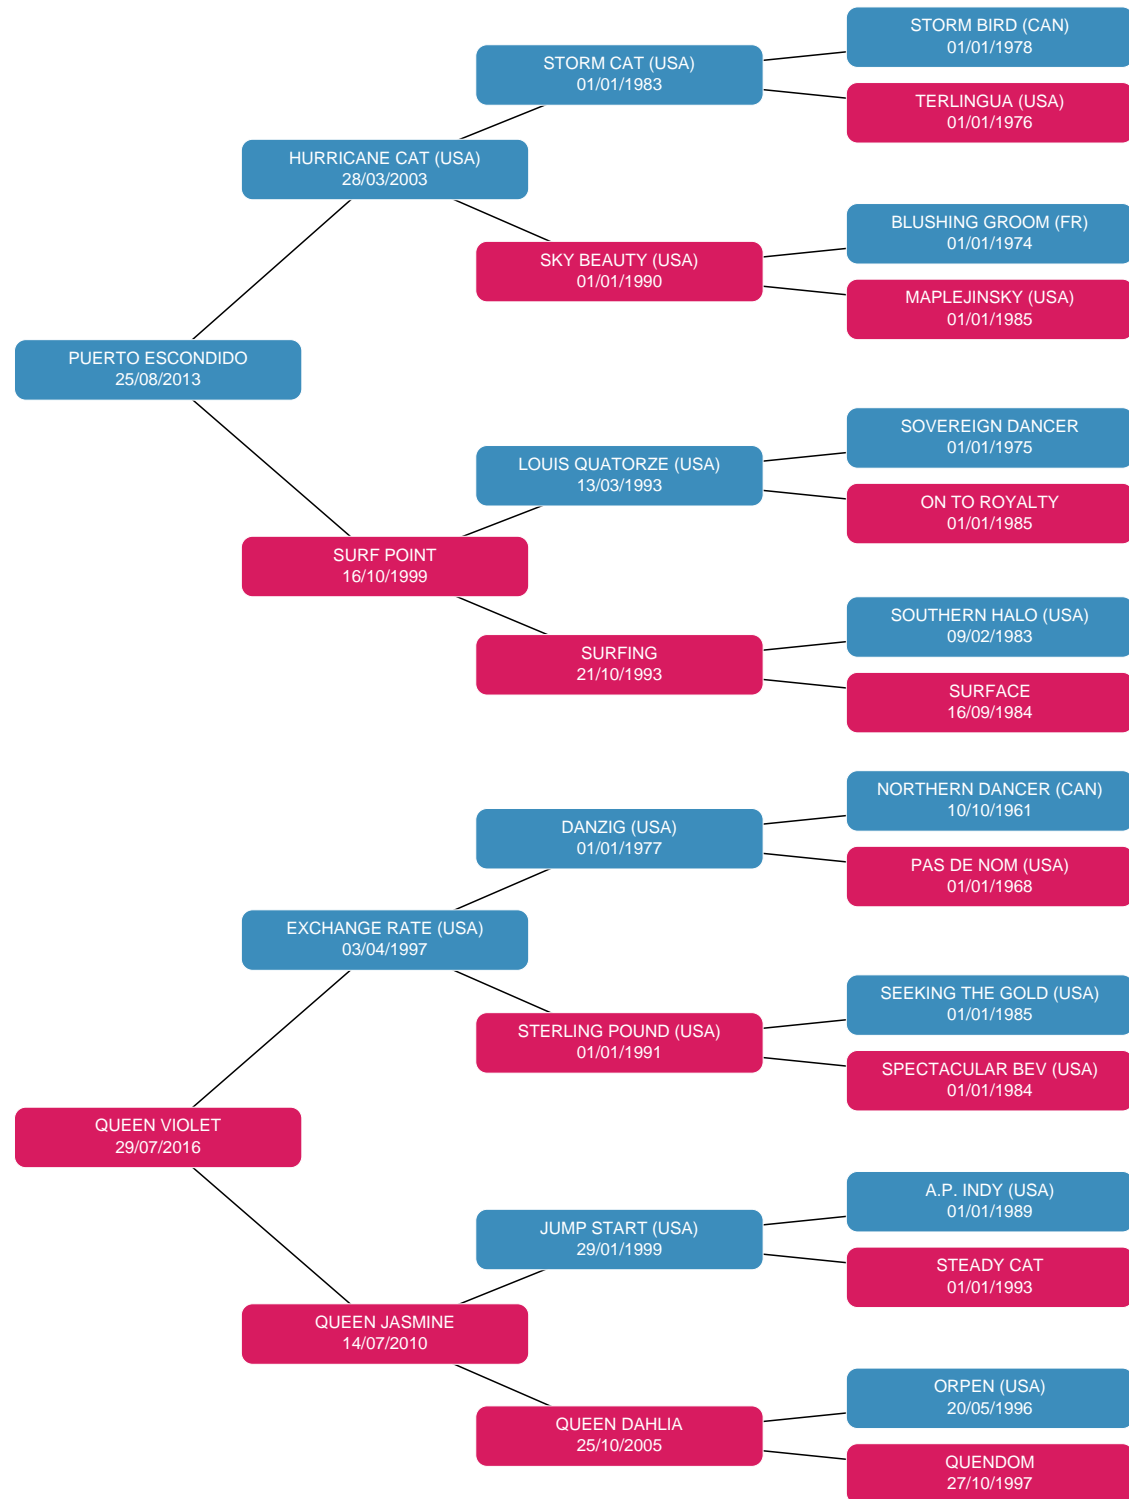 STORM BIRD (CAN)
01/01/1978
STORM CAT (USA)
01/01/1983
TERLINGUA (USA)
01/01/1976
HURRICANE CAT (USA)
28/03/2003
BLUSHING GROOM (FR)
01/01/1974
SKY BEAUTY (USA)
01/01/1990
MAPLEJINSKY (USA)
01/01/1985
PUERTO ESCONDIDO
25/08/2013
SOVEREIGN DANCER
01/01/1975
LOUIS QUATORZE (USA)
13/03/1993
ON TO ROYALTY
01/01/1985
SURF POINT
16/10/1999
SOUTHERN HALO (USA)
09/02/1983
SURFING
21/10/1993
SURFACE
16/09/1984
NORTHERN DANCER (CAN)
10/10/1961
DANZIG (USA)
01/01/1977
PAS DE NOM (USA)
01/01/1968
EXCHANGE RATE (USA)
03/04/1997
SEEKING THE GOLD (USA)
01/01/1985
STERLING POUND (USA)
01/01/1991
SPECTACULAR BEV (USA)
01/01/1984
QUEEN VIOLET
29/07/2016
A.P. INDY (USA)
01/01/1989
JUMP START (USA)
29/01/1999
STEADY CAT
01/01/1993
QUEEN JASMINE
14/07/2010
ORPEN (USA)
20/05/1996
QUEEN DAHLIA
25/10/2005
QUENDOM
27/10/1997